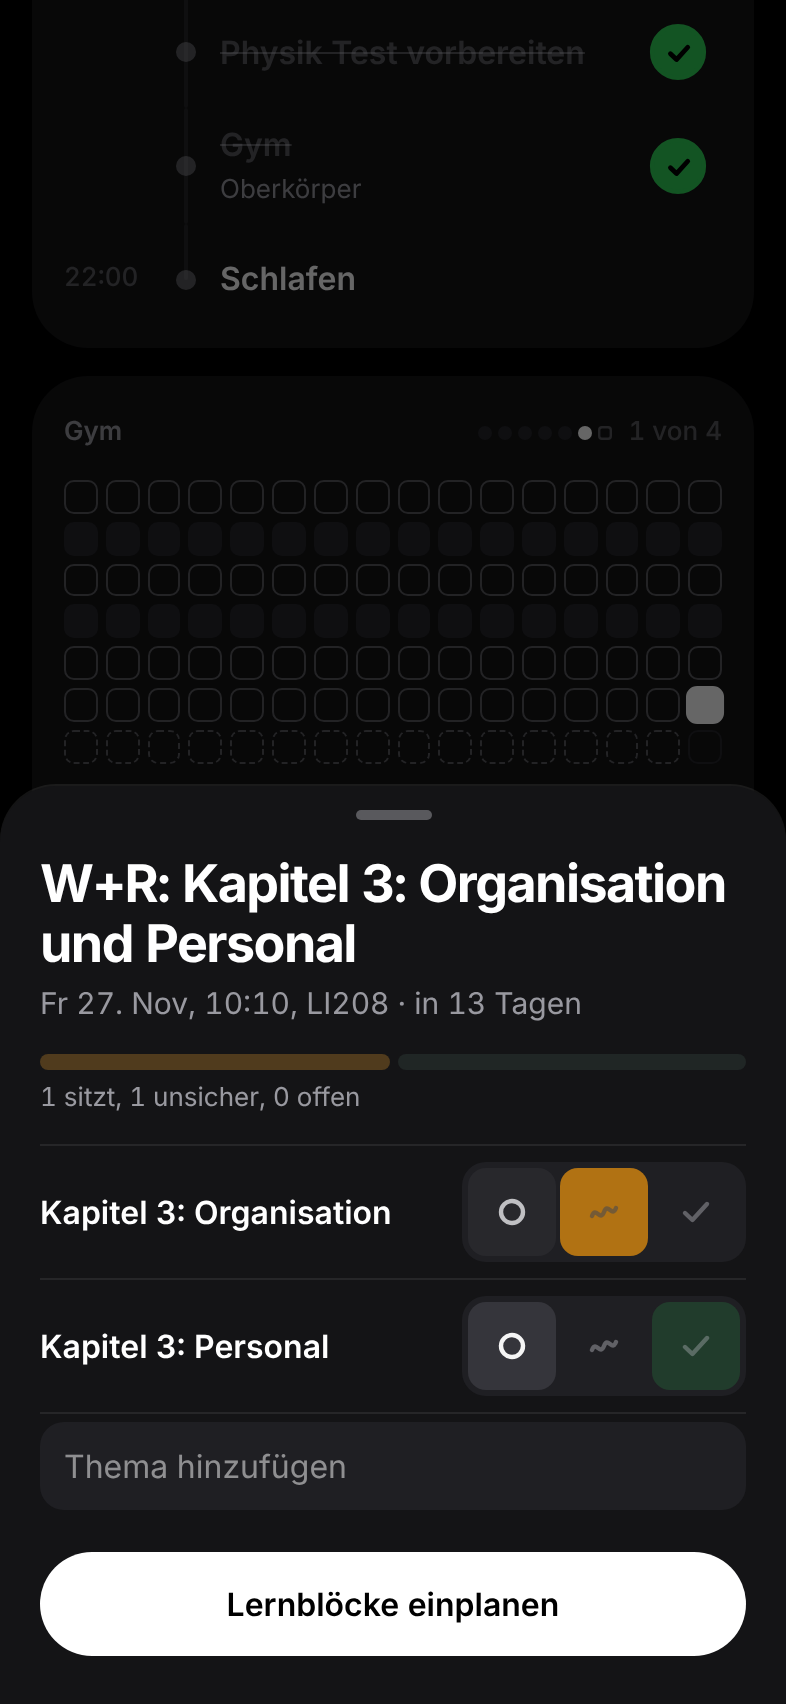 Physik Test vorbereiten
Gym
Oberkörper
22:00 Schlafen
Gym 1 von 4
W+R: Kapitel 3: Organisation
und Personal
Fr 27. Nov, 10:10, LI208 · in 13 Tagen
1 sitzt, 1 unsicher, 0 offen
Kapitel 3: Organisation
Kapitel 3: Personal
Thema hinzufügen
Lernblöcke einplanen